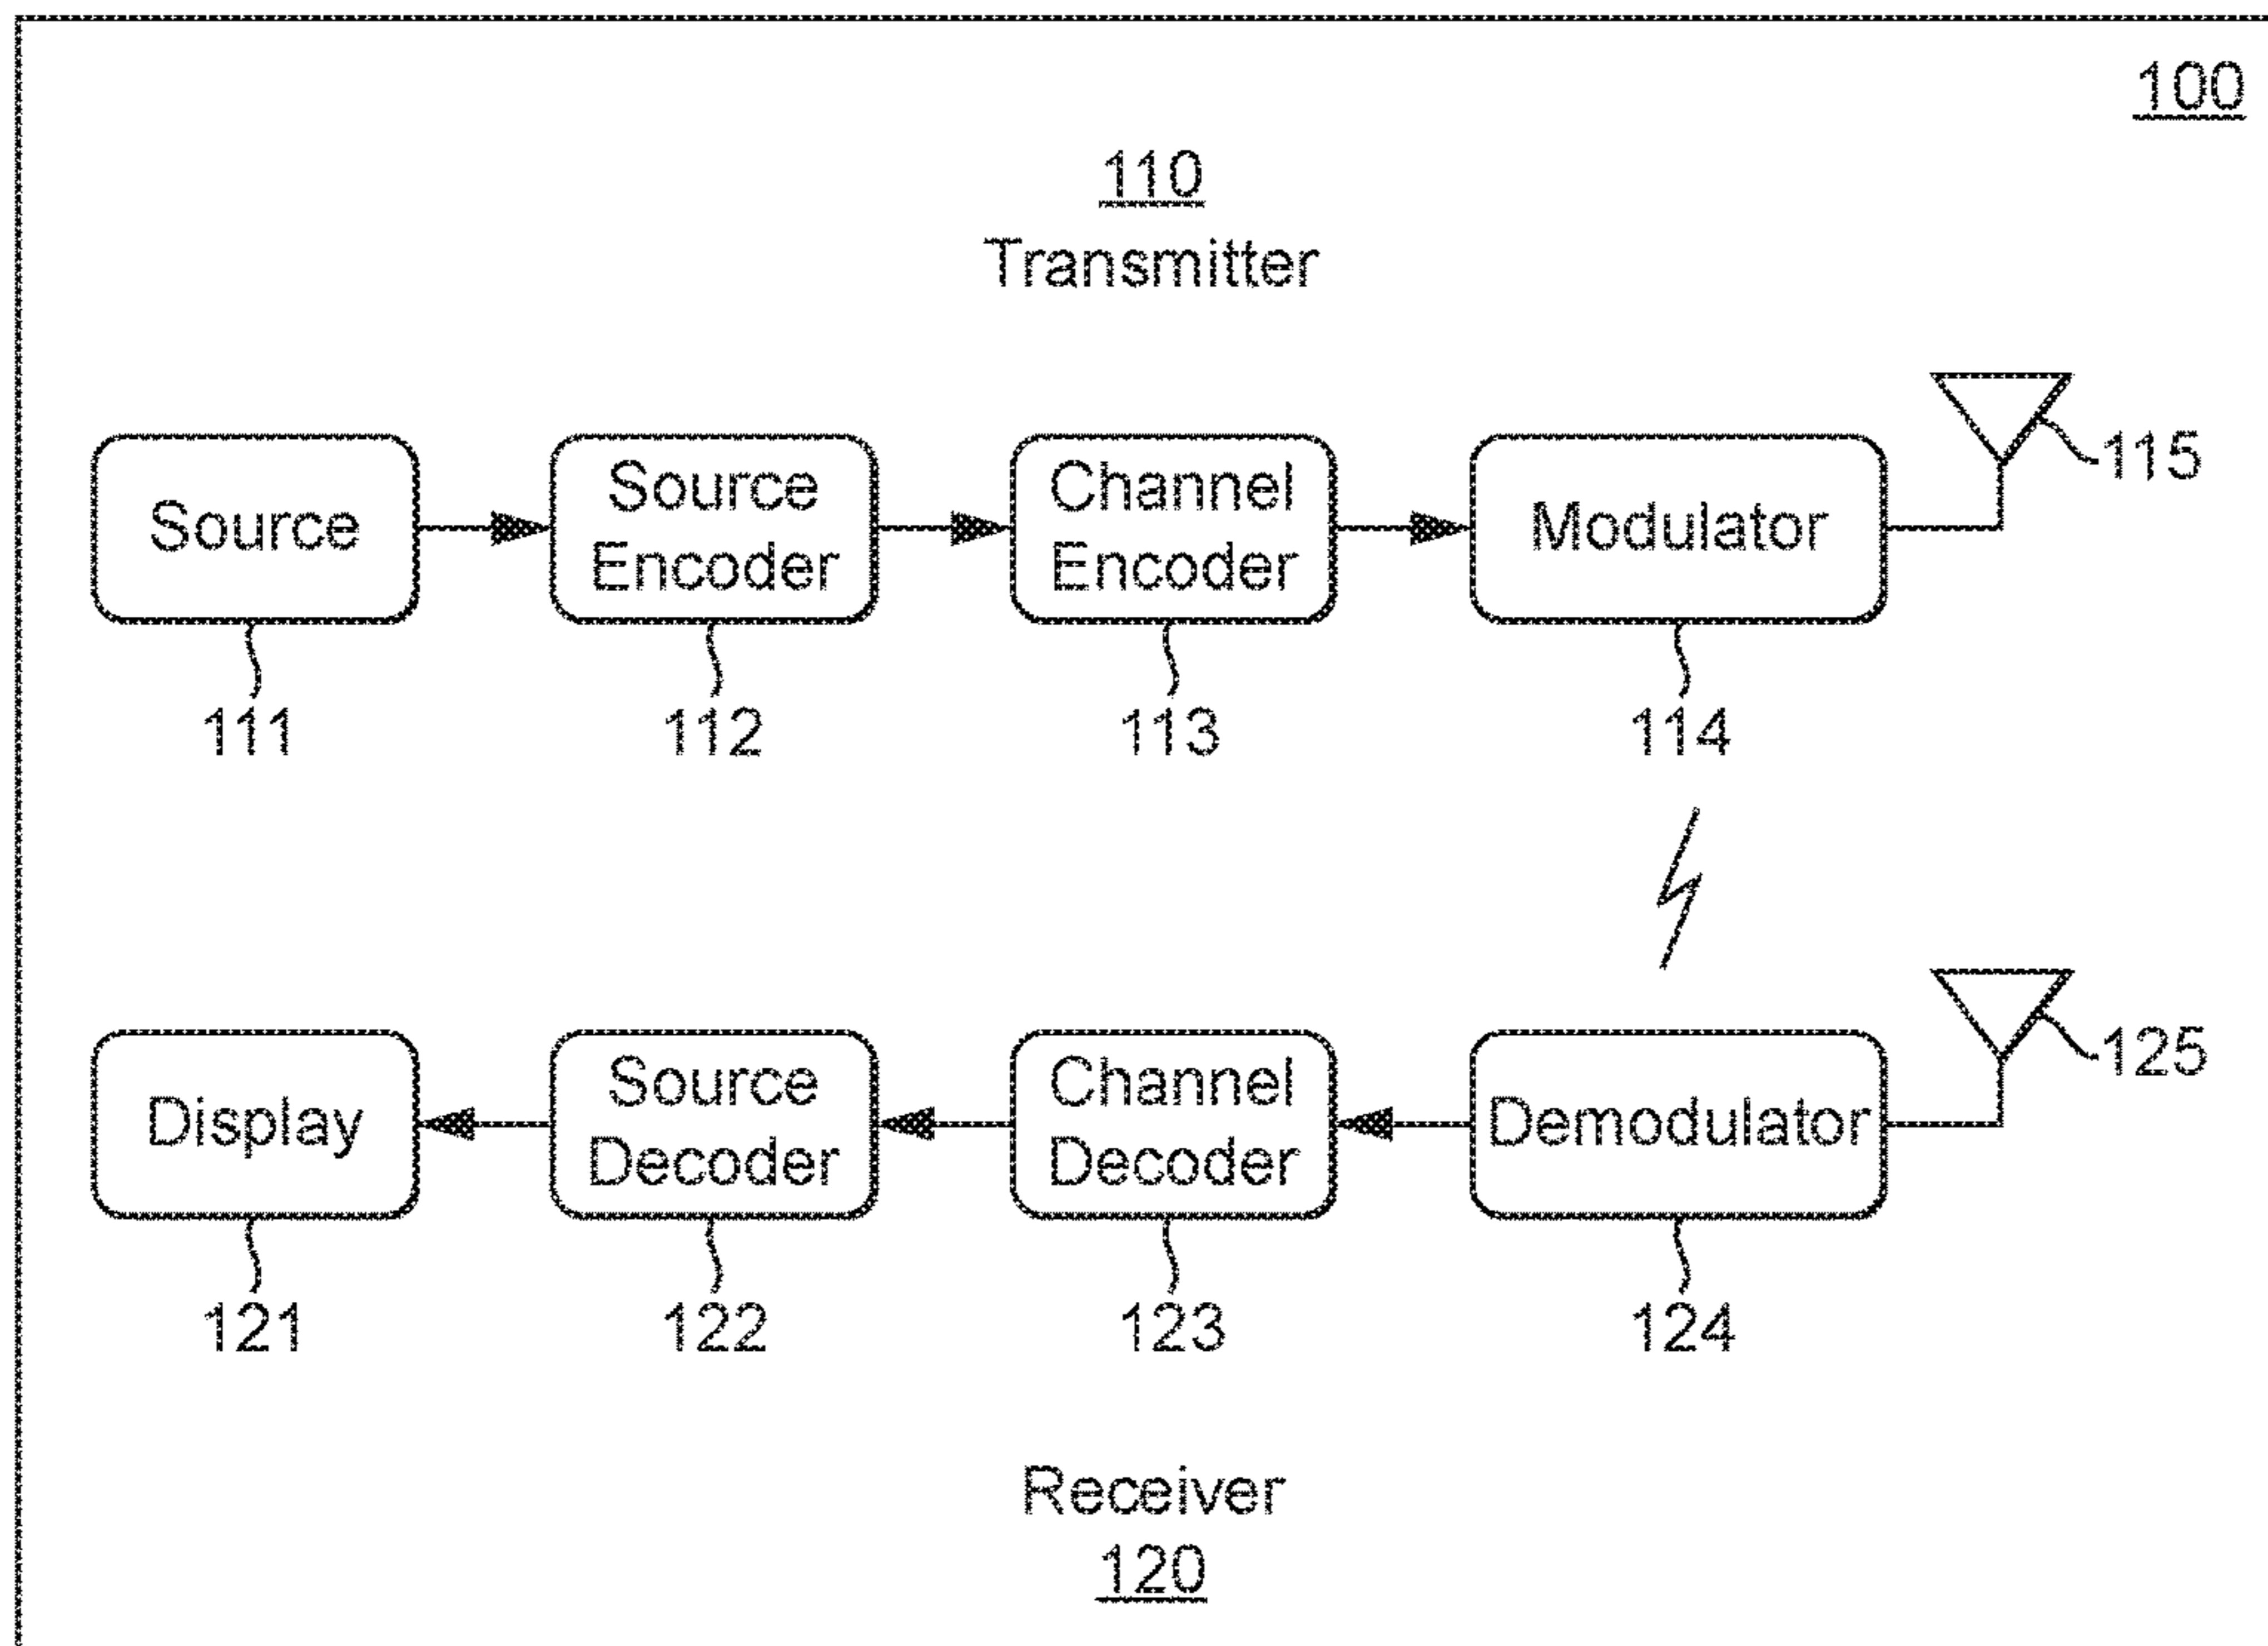 100
110
Transmitter
115
Source
Source
Encoder
Channel
Encoder
Modulator
111
112
113
114
125
Display
Source
Decoder
Channel
Decoder
Demodulator
121
122
123
124
Receiver
120